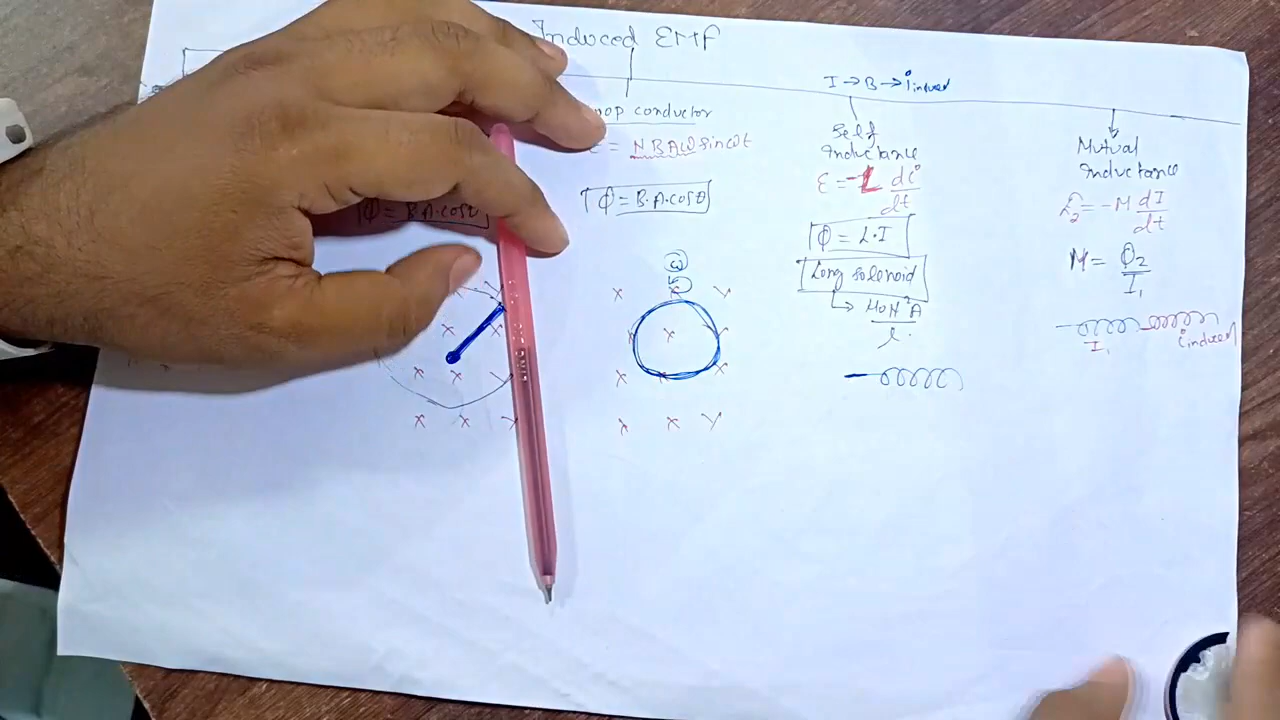 Induced EMF
I → B → i induced
loop conductor
= NBAω sin ωt
φ = B.A.cosθ
φ = B.A.cosθ
Self
Inductance
ε = -L di/dt
φ = L.I
Long solenoid
μ0N²A/l
Mutual
Inductance
ε2 = -M dI/dt
M = φ2/I1
I1
i induced
ω
x x x
x x x
x x x
x x x